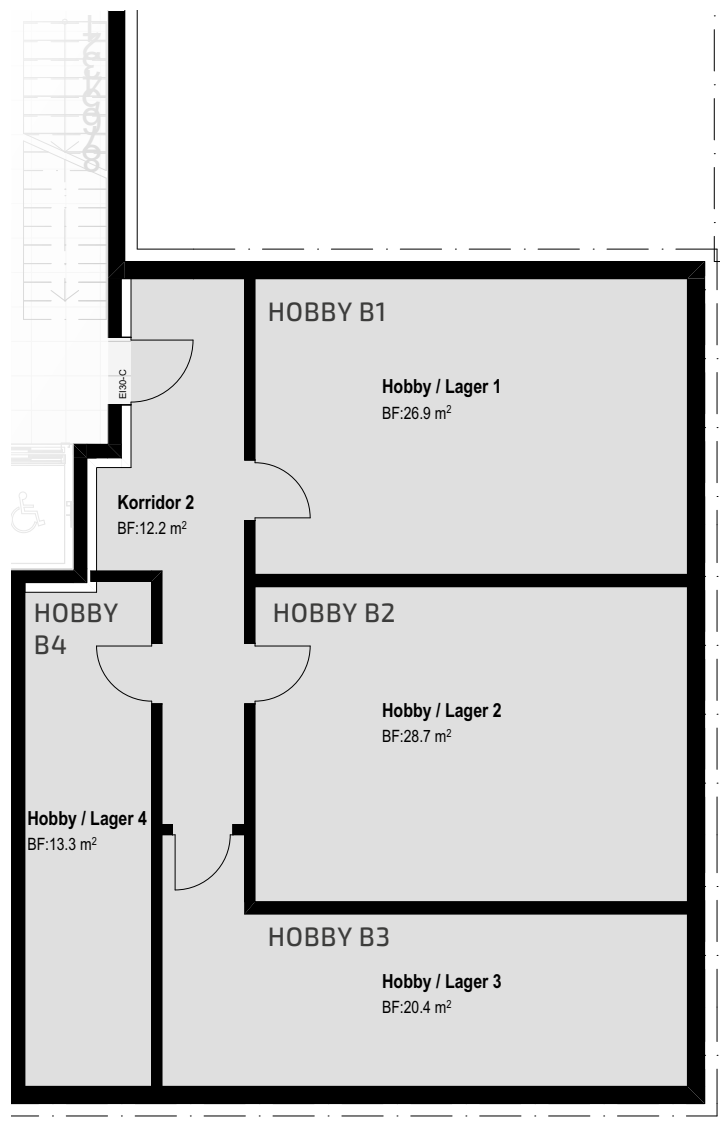 HOBBY B1
Hobby / Lager 1
BF:26.9 m²
EI30-C
Korridor 2
BF:12.2 m²
HOBBY
B4
HOBBY B2
Hobby / Lager 2
BF:28.7 m²
Hobby / Lager 4
BF:13.3 m²
HOBBY B3
Hobby / Lager 3
BF:20.4 m²